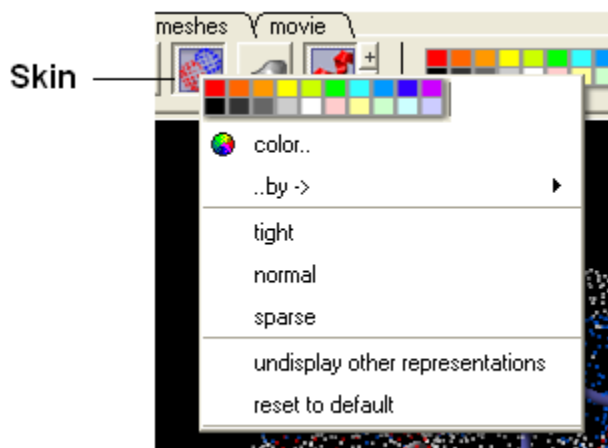 meshes
movie
Skin
+
color..
..by ->
tight
normal
sparse
undisplay other representations
reset to default